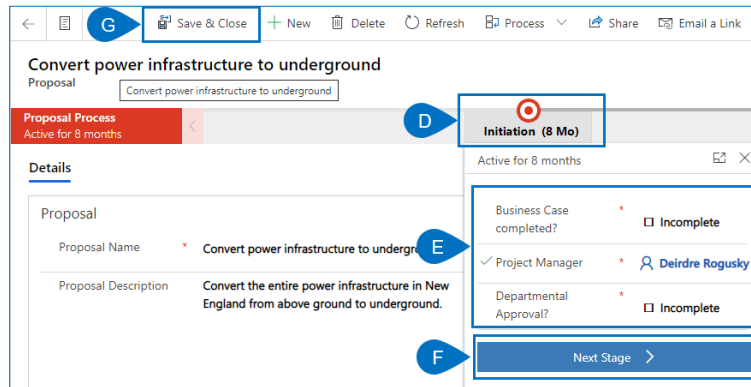 G
Save & Close
New
Delete
Refresh
Process
Share
Email a Link
Convert power infrastructure to underground
Proposal
Convert power infrastructure to underground
Proposal Process
Active for 8 months
D
Initiation (8 Mo)
Details
Active for 8 months
Proposal
Proposal Name * Convert power infrastructure to undergr
Proposal Description
Convert the entire power infrastructure in New
England from above ground to underground.
E
Business Case
completed?
* Incomplete
Project Manager * Deirdre Rogusky
Departmental
Approval?
* Incomplete
F
Next Stage